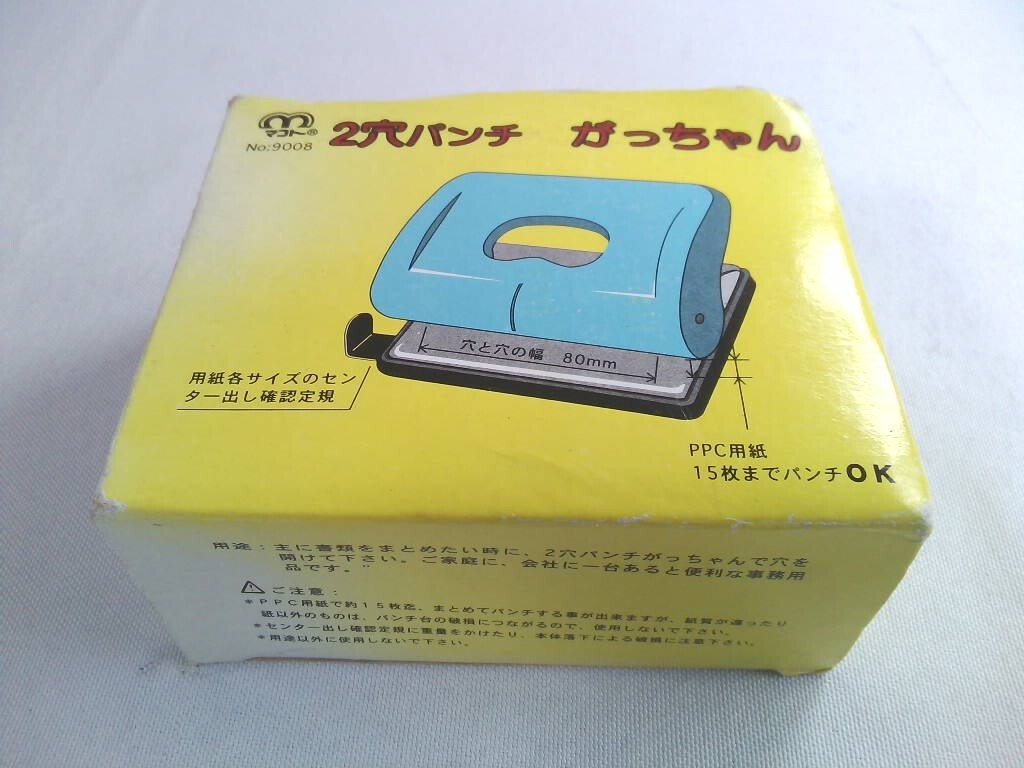 マコト®
No:9008
2穴パンチ がっちゃん
穴と穴の幅 80mm
用紙各サイズのセン
ター出し確認定規
PPC用紙
15枚までパンチOK
用途：主に書類をまとめたい時に、2穴パンチがっちゃんで穴を
開けて下さい。ご家庭に、会社に一台あると便利な事務用
品です。"
ご注意：
*PPC用紙で約15枚迄、まとめてパンチする事が出来ますが、紙質が違ったり
紙以外のものは、パンチ台の破損につながるので、使用しないで下さい。
*センター出し確認定規に重量をかけたり、本体落下による破損に注意下さい。
*用途以外に使用しないで下さい。